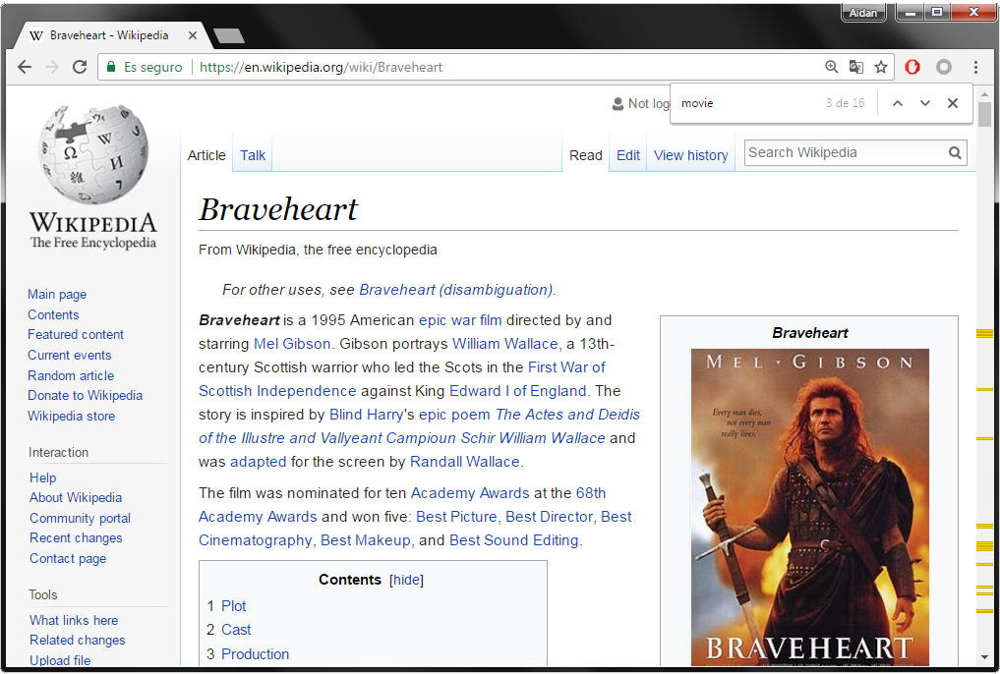 Aidan
Braveheart - Wikipedia
Es seguro https://en.wikipedia.org/wiki/Braveheart
movie 3 de 16
Not log
Article Talk Read Edit View history Search Wikipedia
WIKIPEDIA
The Free Encyclopedia
Main page
Contents
Featured content
Current events
Random article
Donate to Wikipedia
Wikipedia store
Interaction
Help
About Wikipedia
Community portal
Recent changes
Contact page
Tools
What links here
Related changes
Upload file
Braveheart
From Wikipedia, the free encyclopedia
For other uses, see Braveheart (disambiguation).
Braveheart is a 1995 American epic war film directed by and
starring Mel Gibson. Gibson portrays William Wallace, a 13th-
century Scottish warrior who led the Scots in the First War of
Scottish Independence against King Edward I of England. The
story is inspired by Blind Harry's epic poem The Actes and Deidis
of the Illustre and Vallyeant Campioun Schir William Wallace and
was adapted for the screen by Randall Wallace.
The film was nominated for ten Academy Awards at the 68th
Academy Awards and won five: Best Picture, Best Director, Best
Cinematography, Best Makeup, and Best Sound Editing.
Contents [hide]
1 Plot
2 Cast
3 Production
Braveheart
MEL · GIBSON
Every man dies,
not every man
really lives.
BRAVEHEART